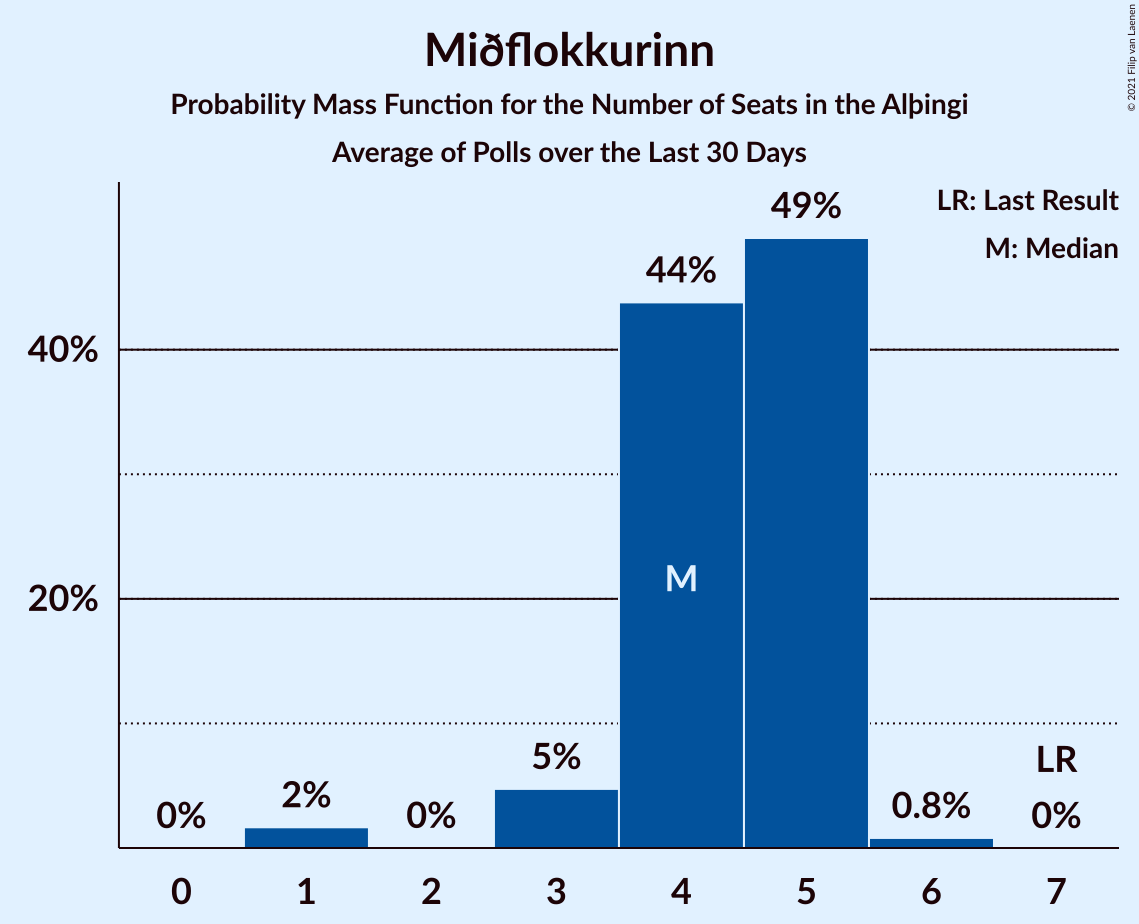 Miðflokkurinn
Probability Mass Function for the Number of Seats in the Alþingi
Average of Polls over the Last 30 Days
© 2021 Filip van Laenen
LR: Last Result
M: Median
49%
44%
40%
M
20%
5%
LR
2%
0.8%
0%
0%
0%
0 1 2 3 4 5 6 7